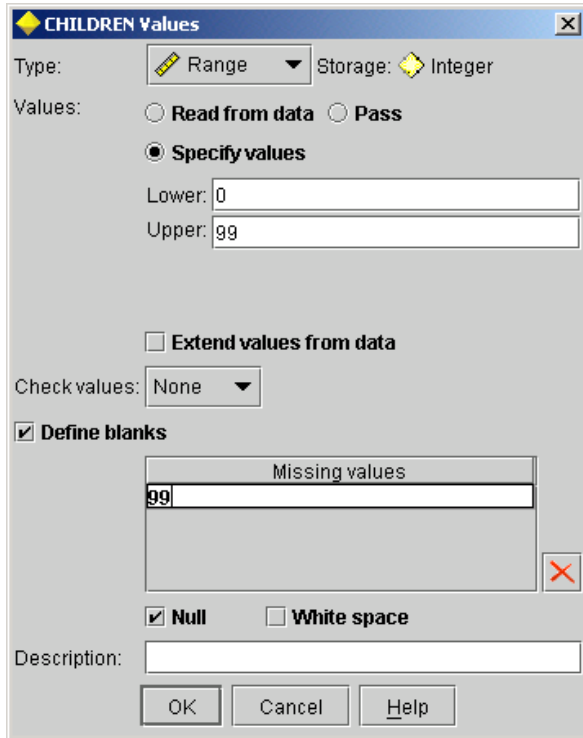 CHILDREN Values
Type: Range Storage: Integer
Values: Read from data Pass
Specify values
Lower: 0
Upper: 99
Extend values from data
Check values: None
Define blanks
Missing values
99
Null White space
Description:
OK Cancel Help